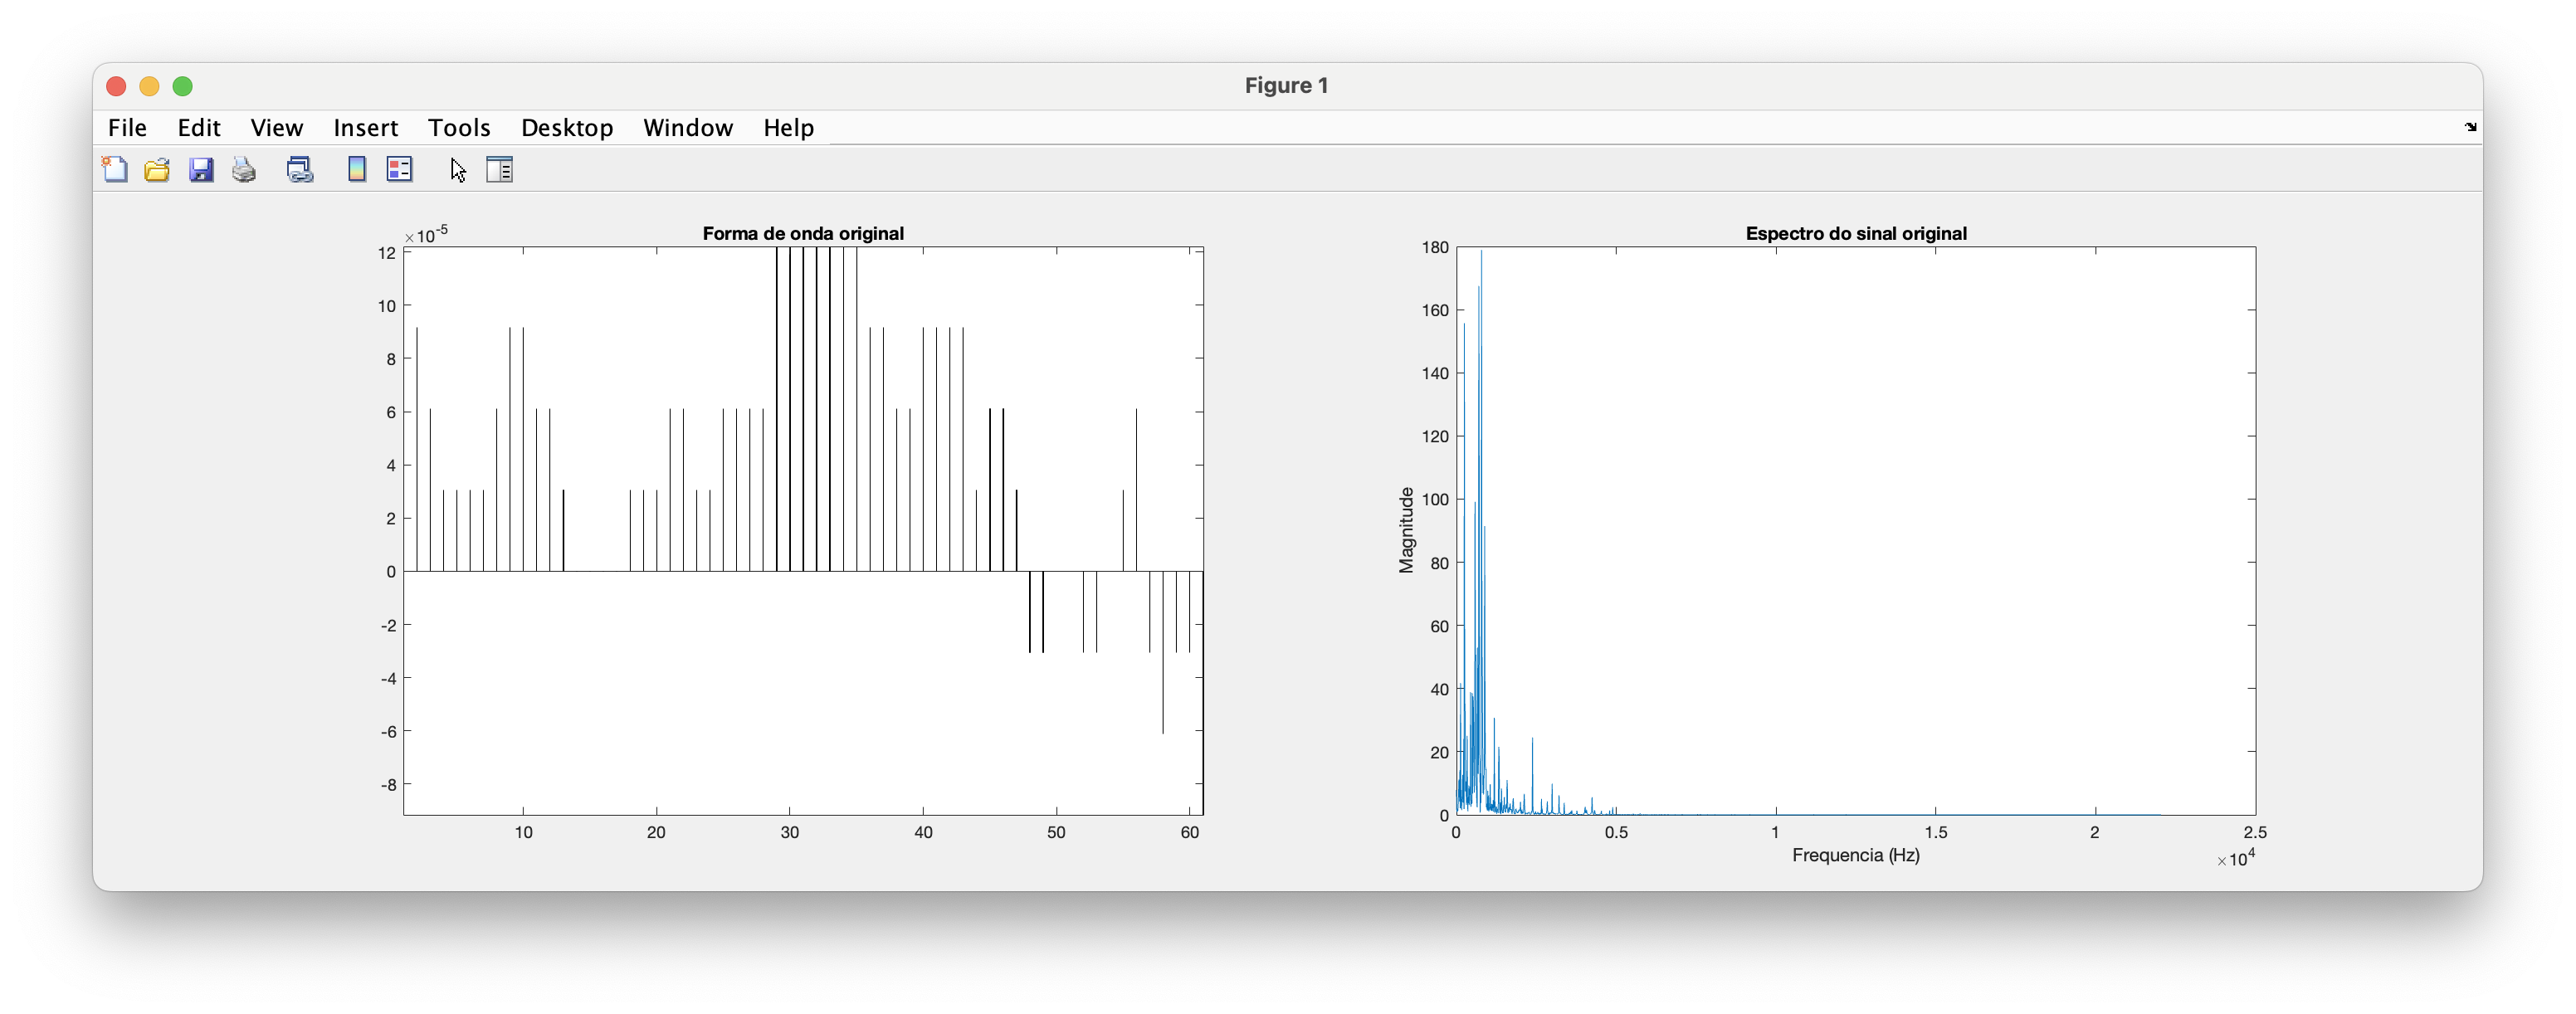 Figure 1
File Edit View Insert Tools Desktop Window Help
Forma de onda original
×10-5
12
10
8
6
4
2
0
-2
-4
-6
-8
10 20 30 40 50 60
Espectro do sinal original
Magnitude
180
160
140
120
100
80
60
40
20
0
0 0.5 1 1.5 2 2.5
Frequencia (Hz)
×104